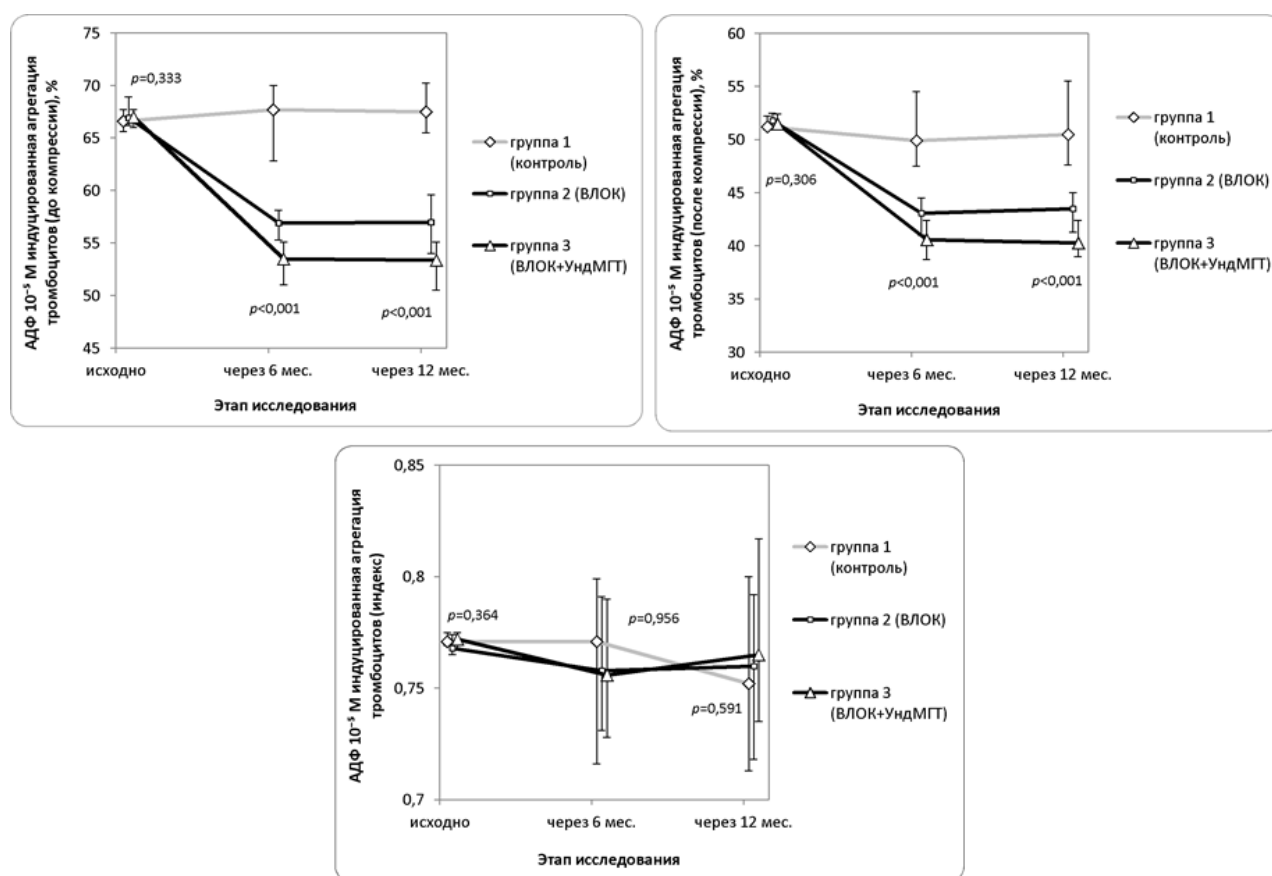 АДФ 10⁻⁵ М индуцированная агрегация
тромбоцитов (до компрессии), %
75
70
65
60
55
50
45
p=0,333
p<0,001
p<0,001
исходно
через 6 мес.
через 12 мес.
Этап исследования
группа 1
(контроль)
группа 2 (ВЛОК)
группа 3
(ВЛОК+УндМГТ)
АДФ 10⁻⁵ М индуцированная агрегация
тромбоцитов (после компрессии), %
60
55
50
45
40
35
30
p=0,306
p<0,001
p<0,001
исходно
через 6 мес.
через 12 мес.
Этап исследования
группа 1
(контроль)
группа 2 (ВЛОК)
группа 3
(ВЛОК+УндМГТ)
АДФ 10⁻⁵ М индуцированная агрегация
тромбоцитов (индекс)
0,85
0,8
0,75
0,7
p=0,364
p=0,956
p=0,591
исходно
через 6 мес.
через 12 мес.
Этап исследования
группа 1
(контроль)
группа 2 (ВЛОК)
группа 3
(ВЛОК+УндМГТ)